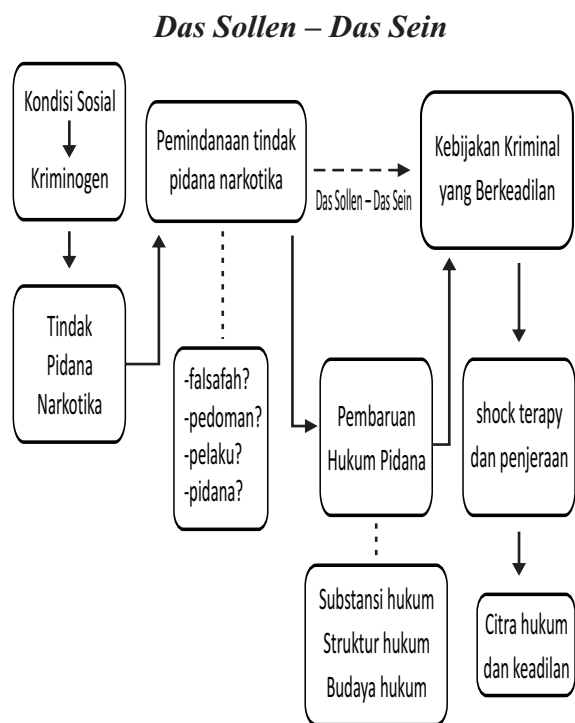 Das Sollen – Das Sein
Kondisi Sosial
Kriminogen
Tindak
Pidana
Narkotika
Pemindanaan tindak
pidana narkotika
-falsafah?
-pedoman?
-pelaku?
-pidana?
Das Sollen – Das Sein
Pembaruan
Hukum Pidana
Substansi hukum
Struktur hukum
Budaya hukum
Kebijakan Kriminal
yang Berkeadilan
shock terapy
dan penjeraan
Citra hukum
dan keadilan